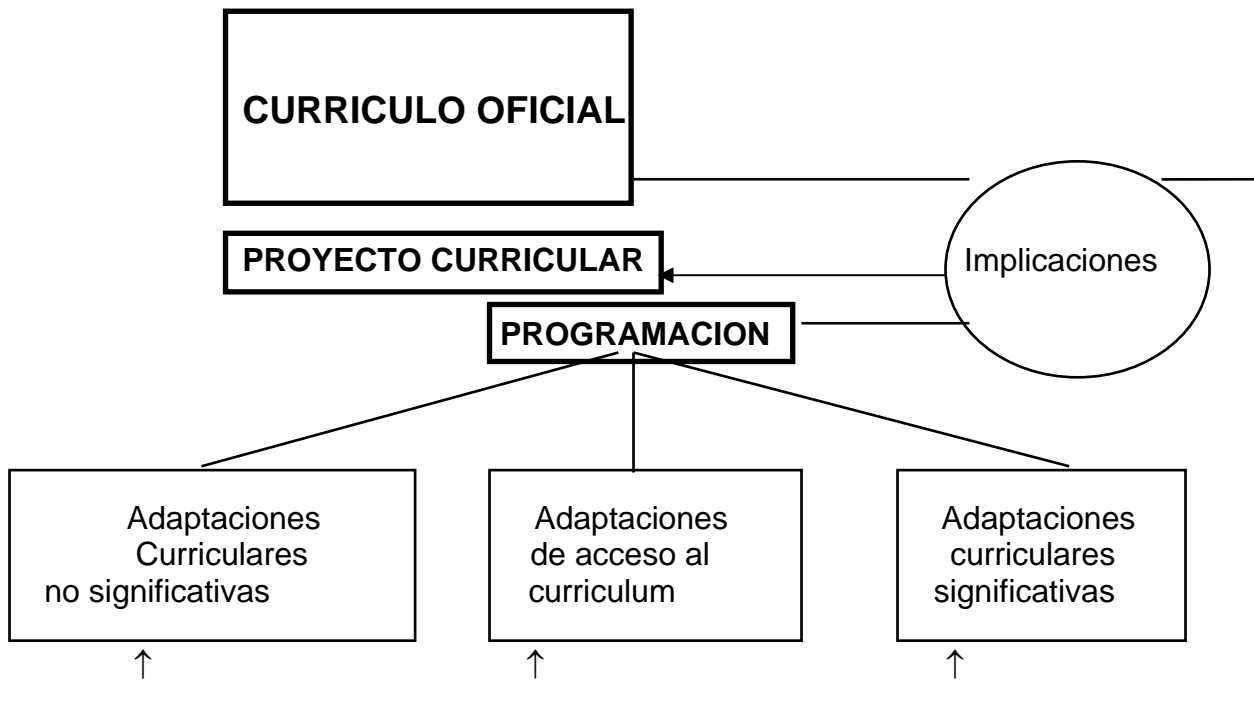 CURRICULO OFICIAL
PROYECTO CURRICULAR
Implicaciones
PROGRAMACION
Adaptaciones
Curriculares
no significativas
Adaptaciones
de acceso al
curriculum
Adaptaciones
curriculares
significativas
↑ ↑ ↑